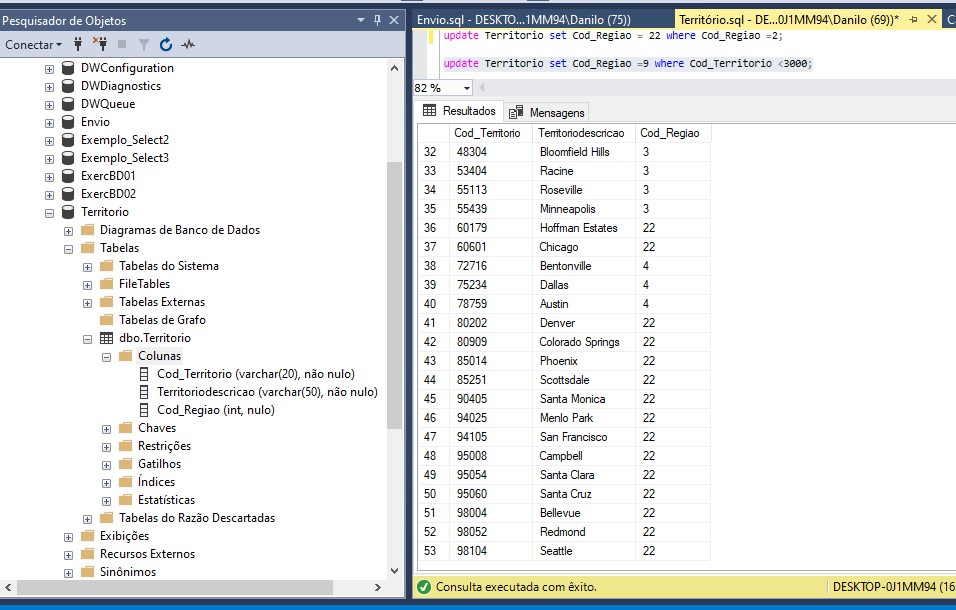 Pesquisador de Objetos
Conectar
DWConfiguration
DWDiagnostics
DWQueue
Envio
Exemplo_Select2
Exemplo_Select3
ExercBD01
ExercBD02
Territorio
Diagramas de Banco de Dados
Tabelas
Tabelas do Sistema
FileTables
Tabelas Externas
Tabelas de Grafo
dbo.Territorio
Colunas
Cod_Territorio (varchar(20), não nulo)
Territoriodescricao (varchar(50), não nulo)
Cod_Regiao (int, nulo)
Chaves
Restrições
Gatilhos
Índices
Estatísticas
Tabelas do Razão Descartadas
Exibições
Recursos Externos
Sinônimos
Envio.sql - DESKTO...1MM94\Danilo (75)) Território.sql - DE...0J1MM94\Danilo (69))*
update Territorio set Cod_Regiao = 22 where Cod_Regiao =2;
update Territorio set Cod_Regiao =9 where Cod_Territorio <3000;
82 %
Resultados Mensagens
Cod_Territorio Territoriodescricao Cod_Regiao
32 48304 Bloomfield Hills 3
33 53404 Racine 3
34 55113 Roseville 3
35 55439 Minneapolis 3
36 60179 Hoffman Estates 22
37 60601 Chicago 22
38 72716 Bentonville 4
39 75234 Dallas 4
40 78759 Austin 4
41 80202 Denver 22
42 80909 Colorado Springs 22
43 85014 Phoenix 22
44 85251 Scottsdale 22
45 90405 Santa Monica 22
46 94025 Menlo Park 22
47 94105 San Francisco 22
48 95008 Campbell 22
49 95054 Santa Clara 22
50 95060 Santa Cruz 22
51 98004 Bellevue 22
52 98052 Redmond 22
53 98104 Seattle 22
Consulta executada com êxito. DESKTOP-0J1MM94 (16